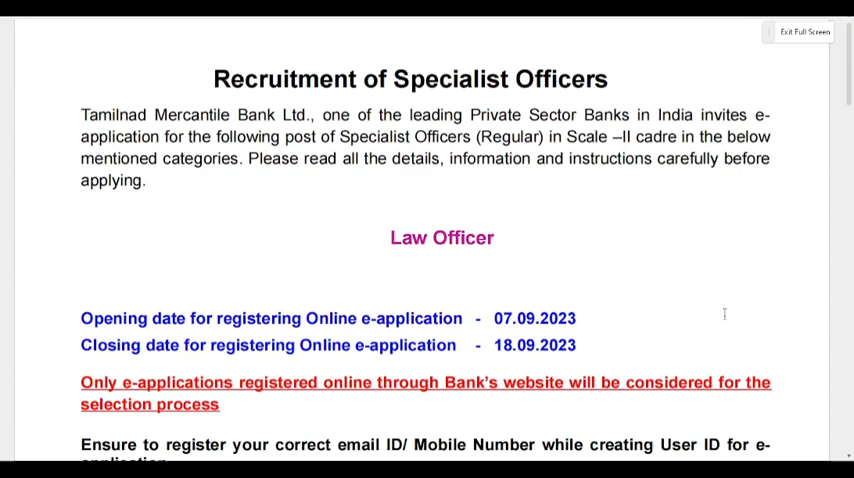 Exit Full Screen
Recruitment of Specialist Officers
Tamilnad Mercantile Bank Ltd., one of the leading Private Sector Banks in India invites e-
application for the following post of Specialist Officers (Regular) in Scale –II cadre in the below
mentioned categories. Please read all the details, information and instructions carefully before
applying.
Law Officer
Opening date for registering Online e-application - 07.09.2023
Closing date for registering Online e-application - 18.09.2023
Only e-applications registered online through Bank's website will be considered for the
selection process
Ensure to register your correct email ID/ Mobile Number while creating User ID for e-